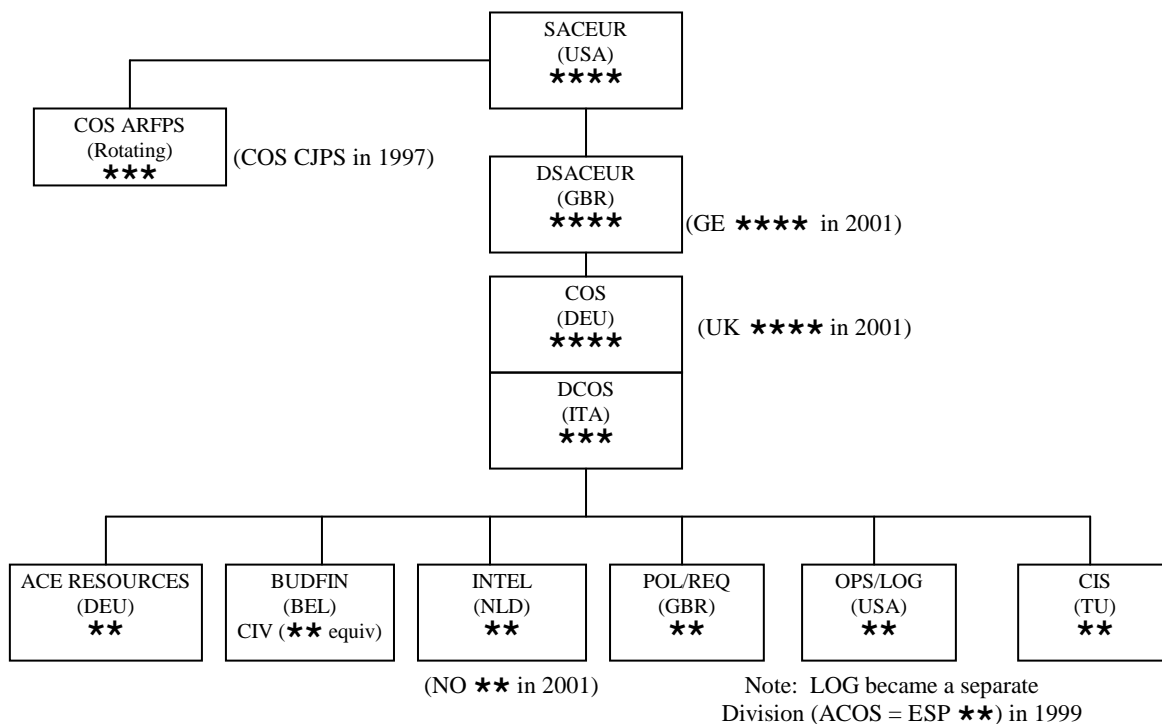 SACEUR
(USA)
★★★★
COS ARFPS
(Rotating)
★★★
(COS CJPS in 1997)
DSACEUR
(GBR)
★★★★
(GE ★★★★ in 2001)
COS
(DEU)
★★★★
(UK ★★★★ in 2001)
DCOS
(ITA)
★★★
ACE RESOURCES
(DEU)
★★
BUDFIN
(BEL)
CIV (★★ equiv)
INTEL
(NLD)
★★
POL/REQ
(GBR)
★★
OPS/LOG
(USA)
★★
CIS
(TU)
★★
(NO ★★ in 2001)
Note: LOG became a separate
Division (ACOS = ESP ★★) in 1999